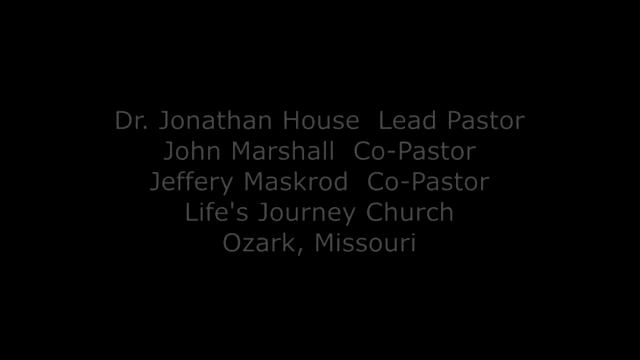 Dr. Jonathan House  Lead Pastor
John Marshall  Co-Pastor
Jeffery Maskrod  Co-Pastor
Life's Journey Church
Ozark, Missouri